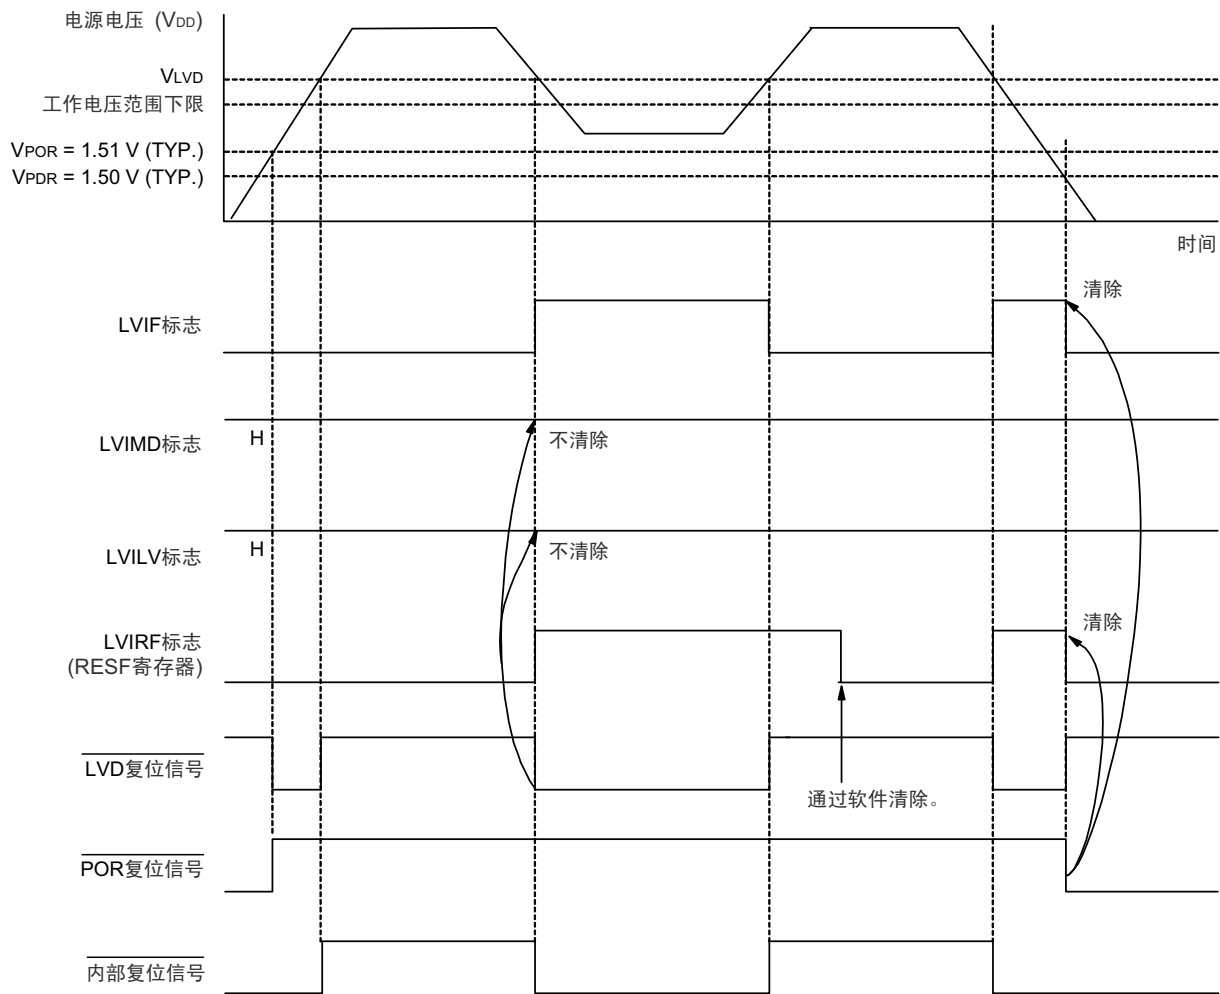 电源电压 (VDD)
VLVD
工作电压范围下限
VPOR = 1.51 V (TYP.)
VPDR = 1.50 V (TYP.)
时间
清除
LVIF标志
H
不清除
LVIMD标志
H
不清除
LVILV标志
清除
LVIRF标志
(RESF寄存器)
LVD复位信号
通过软件清除。
POR复位信号
内部复位信号